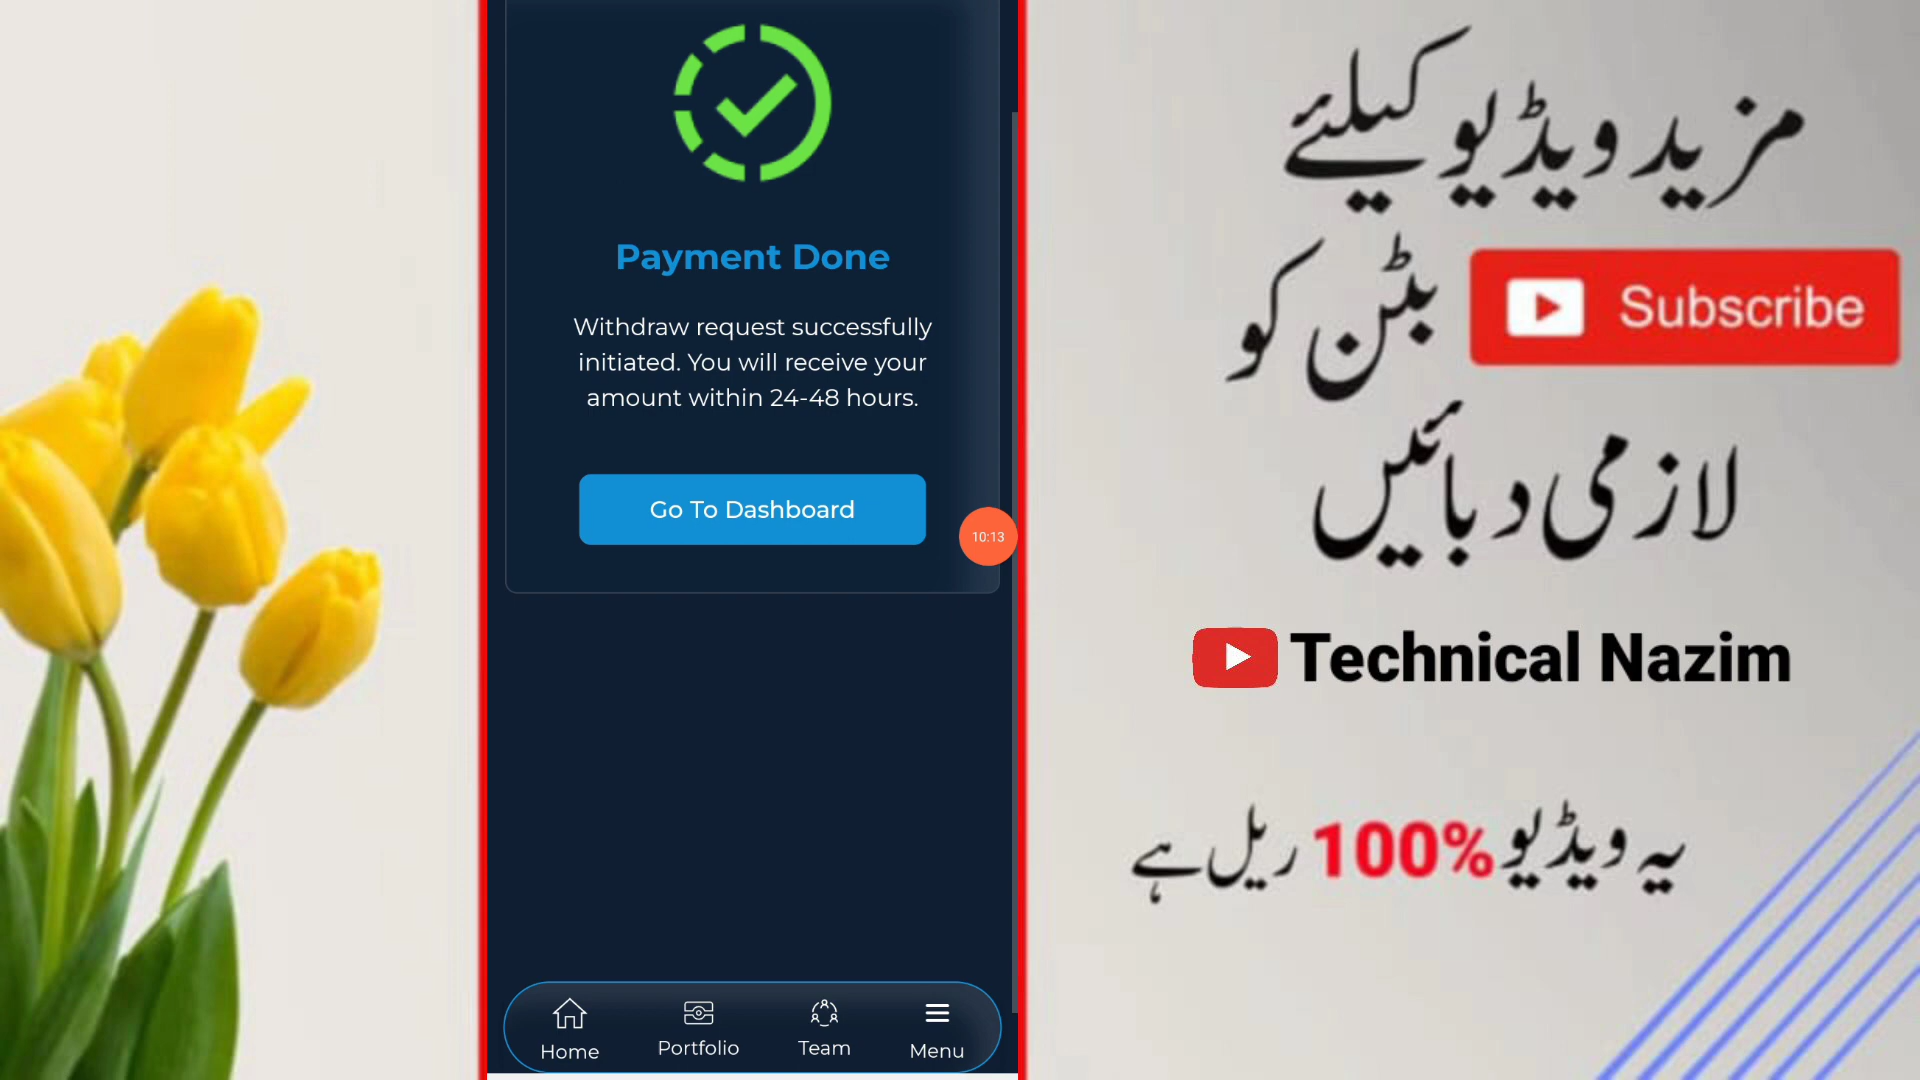 Payment Done
Withdraw request successfully
initiated. You will receive your
amount within 24-48 hours.
Go To Dashboard
10:13
Home
Portfolio
Team
Menu
مزید ویڈیو کیلئے
Subscribe بٹن کو
لازمی دبائیں
Technical Nazim
یہ ویڈیو 100% ریل ہے